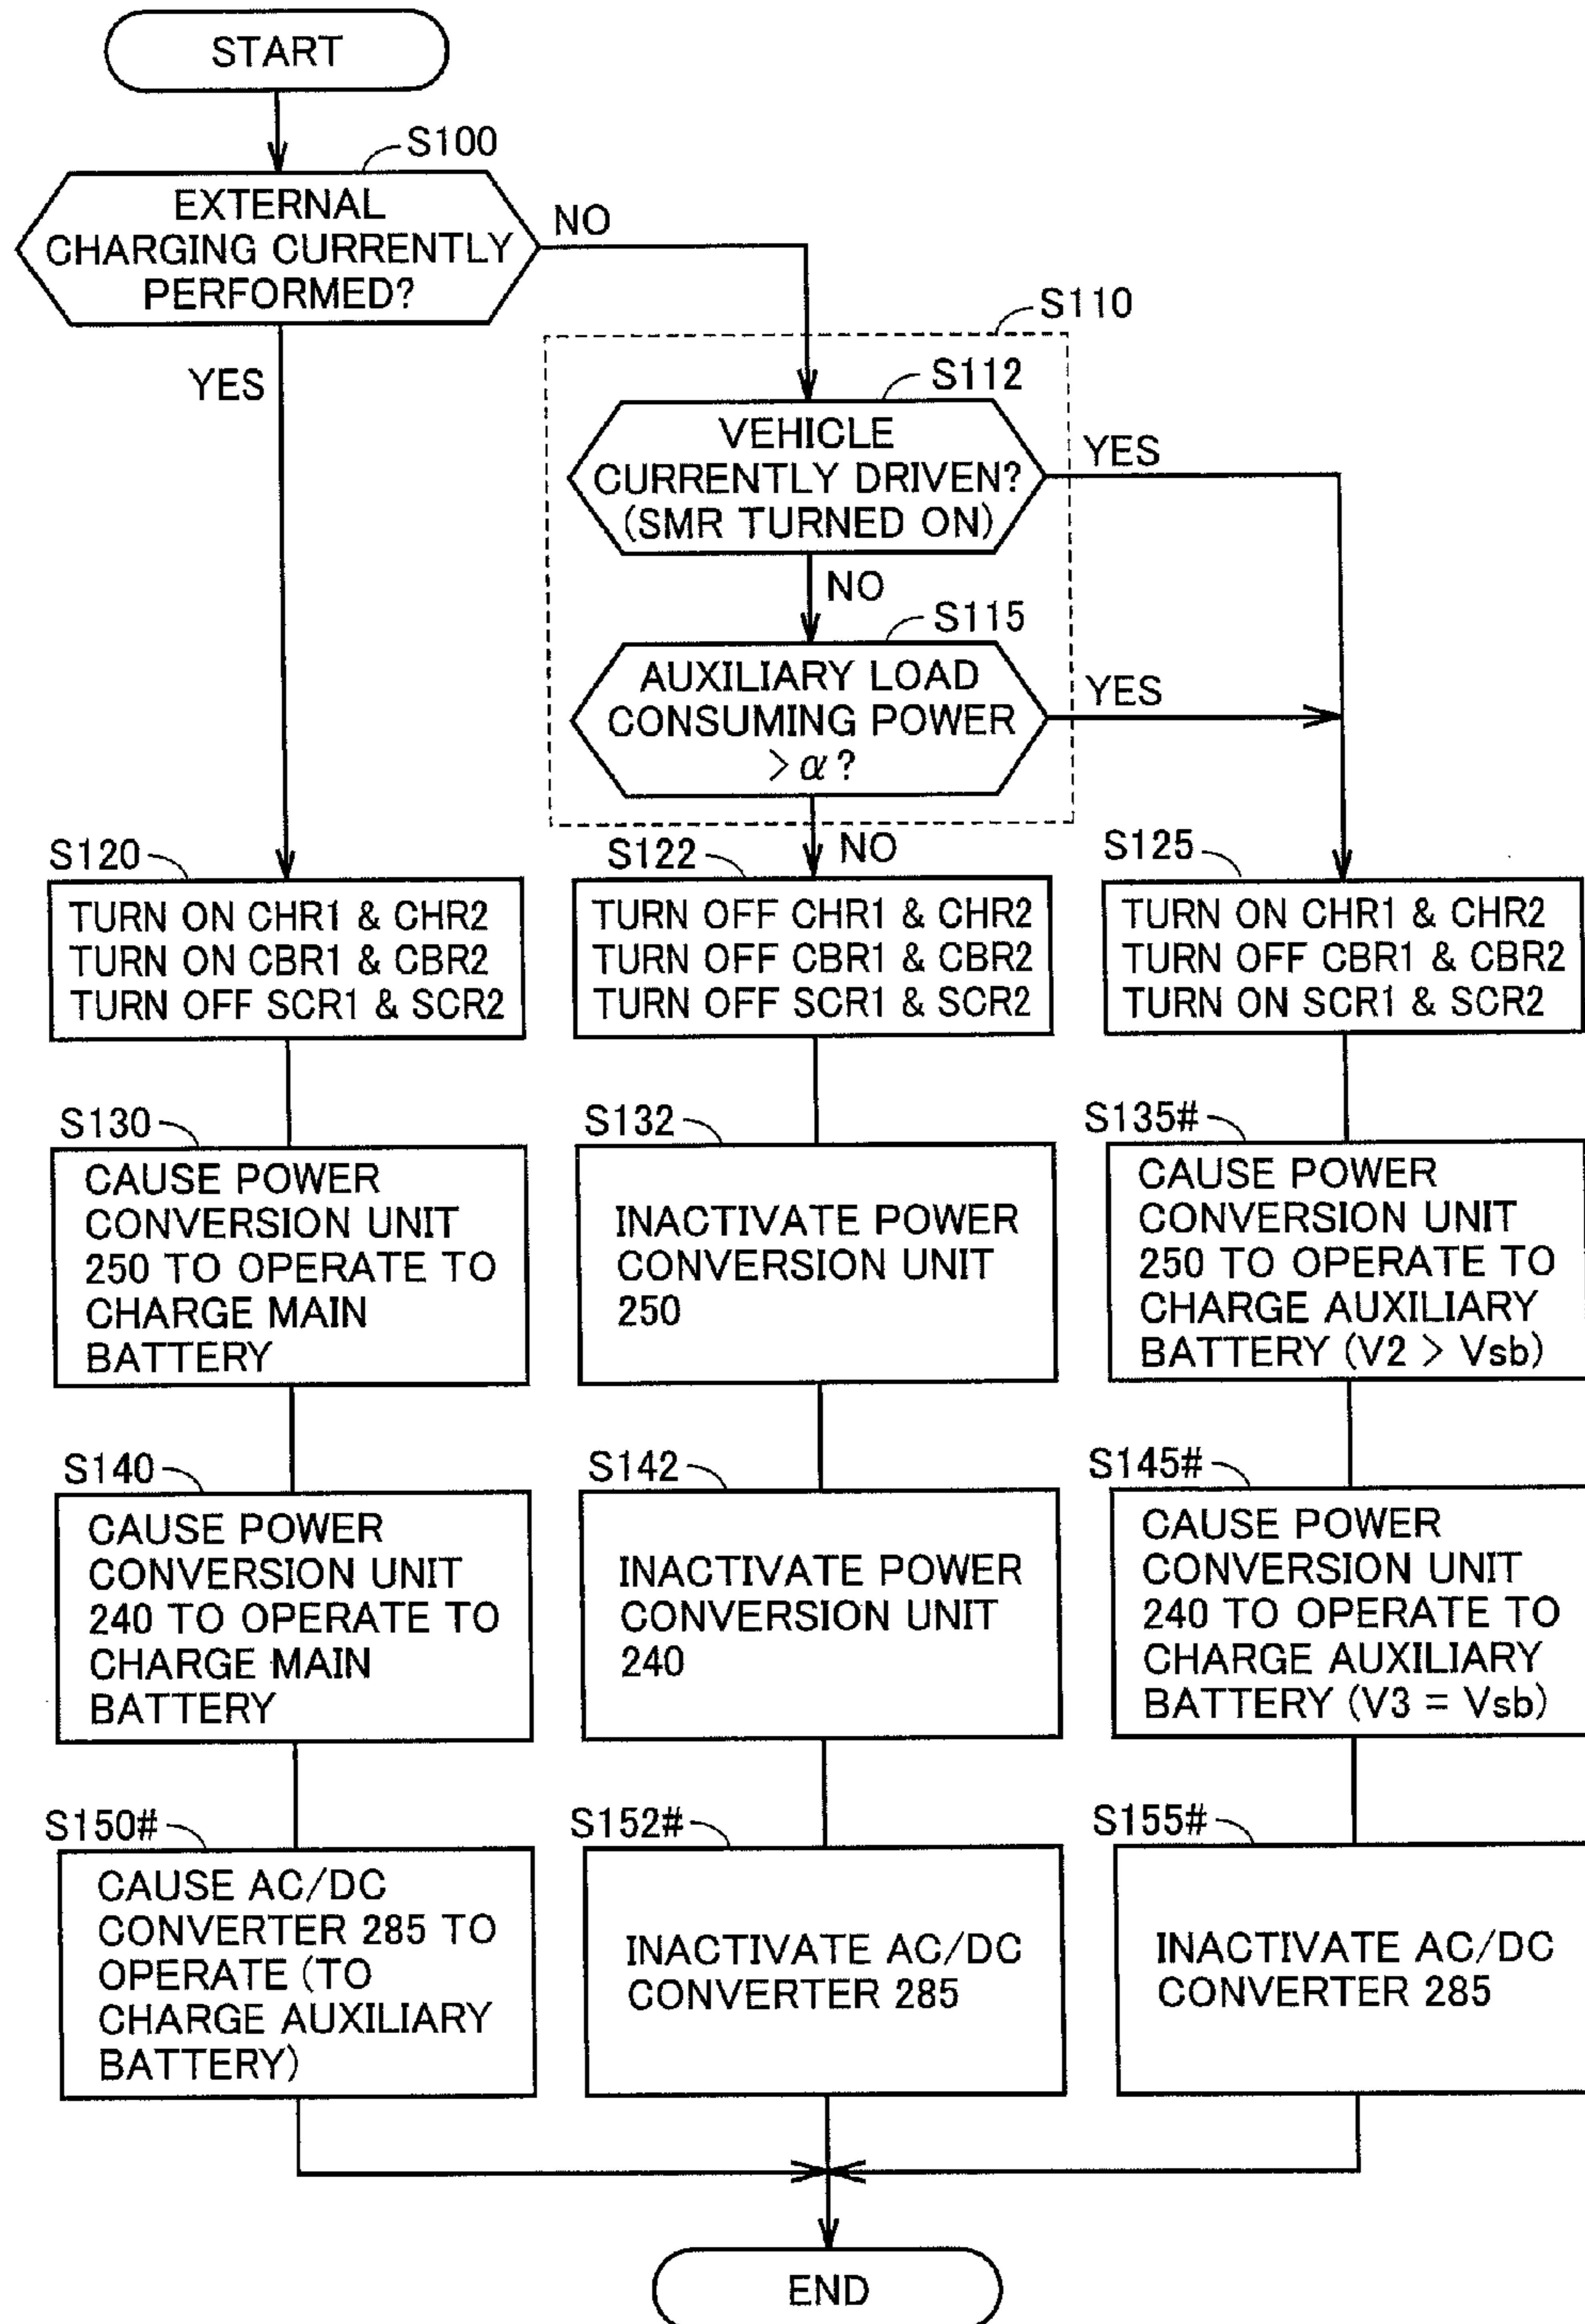 START
S100
EXTERNAL
CHARGING CURRENTLY
PERFORMED?
NO
YES
S110
S112
VEHICLE
CURRENTLY DRIVEN?
(SMR TURNED ON)
YES
NO
S115
AUXILIARY LOAD
CONSUMING POWER
> α ?
YES
NO
S120
TURN ON CHR1 & CHR2
TURN ON CBR1 & CBR2
TURN OFF SCR1 & SCR2
S122
TURN OFF CHR1 & CHR2
TURN OFF CBR1 & CBR2
TURN OFF SCR1 & SCR2
S125
TURN ON CHR1 & CHR2
TURN OFF CBR1 & CBR2
TURN ON SCR1 & SCR2
S130
CAUSE POWER
CONVERSION UNIT
250 TO OPERATE TO
CHARGE MAIN
BATTERY
S132
INACTIVATE POWER
CONVERSION UNIT
250
S135#
CAUSE POWER
CONVERSION UNIT
250 TO OPERATE TO
CHARGE AUXILIARY
BATTERY (V2 > Vsb)
S140
CAUSE POWER
CONVERSION UNIT
240 TO OPERATE TO
CHARGE MAIN
BATTERY
S142
INACTIVATE POWER
CONVERSION UNIT
240
S145#
CAUSE POWER
CONVERSION UNIT
240 TO OPERATE TO
CHARGE AUXILIARY
BATTERY (V3 = Vsb)
S150#
CAUSE AC/DC
CONVERTER 285 TO
OPERATE (TO
CHARGE AUXILIARY
BATTERY)
S152#
INACTIVATE AC/DC
CONVERTER 285
S155#
INACTIVATE AC/DC
CONVERTER 285
END